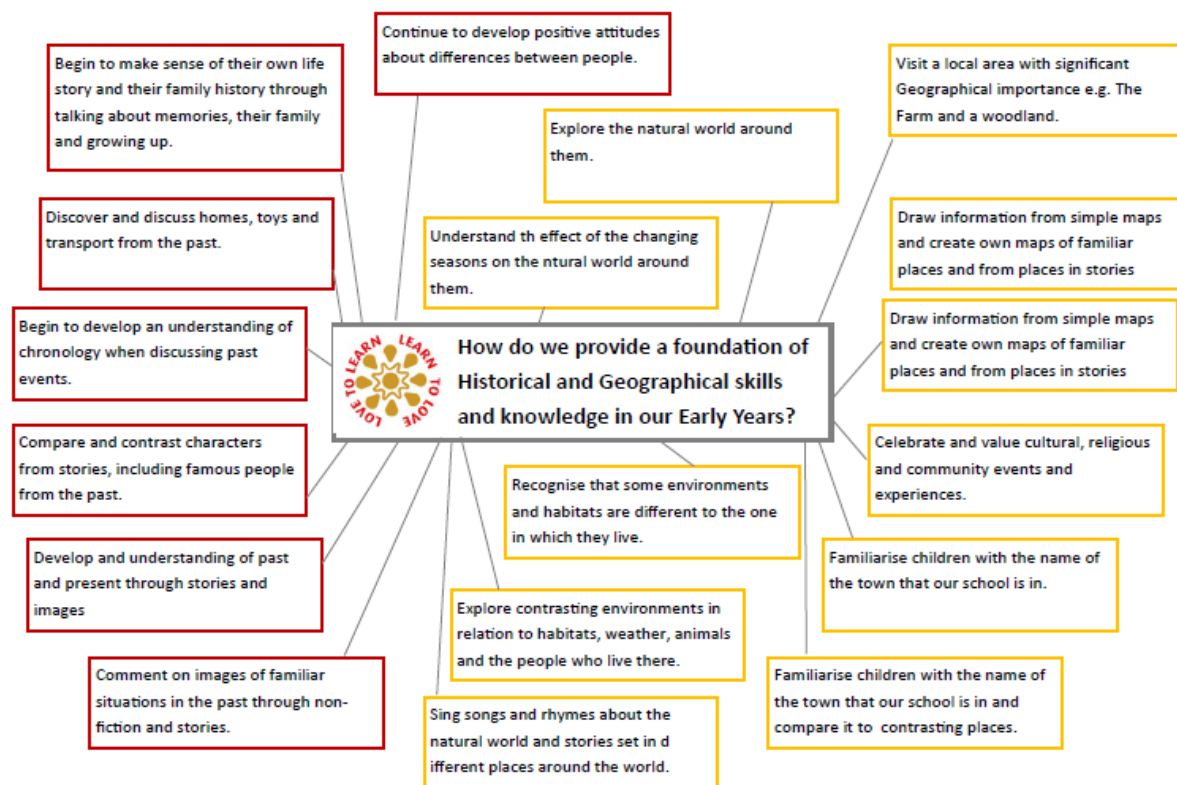 Continue to develop positive attitudes
about differences between people.
Begin to make sense of their own life
story and their family history through
talking about memories, their family
and growing up.
Visit a local area with significant
Geographical importance e.g. The
Farm and a woodland.
Explore the natural world around
them.
Discover and discuss homes, toys and
transport from the past.
Understand th effect of the changing
seasons on the ntural world around
them.
Draw information from simple maps
and create own maps of familiar
places and from places in stories
Begin to develop an understanding of
chronology when discussing past
events.
LOVE TO LEARN LEARN TO LOVE
How do we provide a foundation of
Historical and Geographical skills
and knowledge in our Early Years?
Draw information from simple maps
and create own maps of familiar
places and from places in stories
Compare and contrast characters
from stories, including famous people
from the past.
Celebrate and value cultural, religious
and community events and
experiences.
Recognise that some environments
and habitats are different to the one
in which they live.
Develop and understanding of past
and present through stories and
images
Familiarise children with the name of
the town that our school is in.
Explore contrasting environments in
relation to habitats, weather, animals
and the people who live there.
Comment on images of familiar
situations in the past through non-
fiction and stories.
Familiarise children with the name of
the town that our school is in and
compare it to  contrasting places.
Sing songs and rhymes about the
natural world and stories set in d
ifferent places around the world.